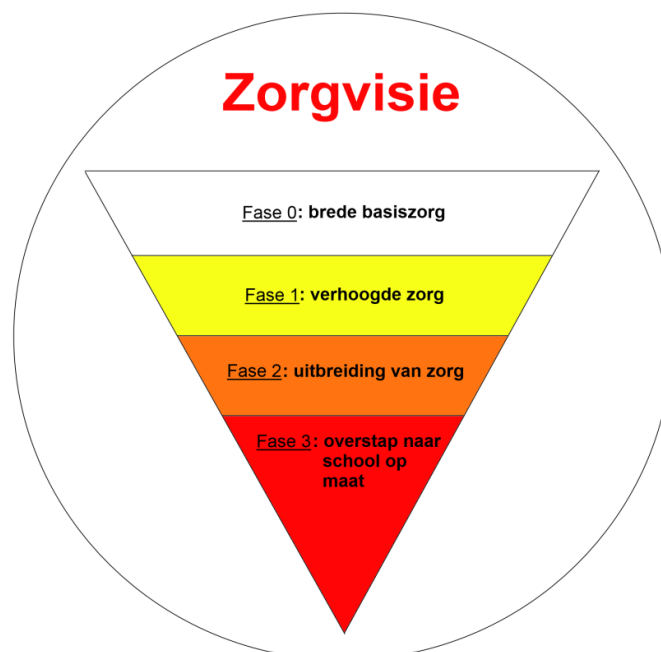 Zorgvisie
Fase 0: brede basiszorg
Fase 1: verhoogde zorg
Fase 2: uitbreiding van zorg
Fase 3: overstap naar
school op
maat